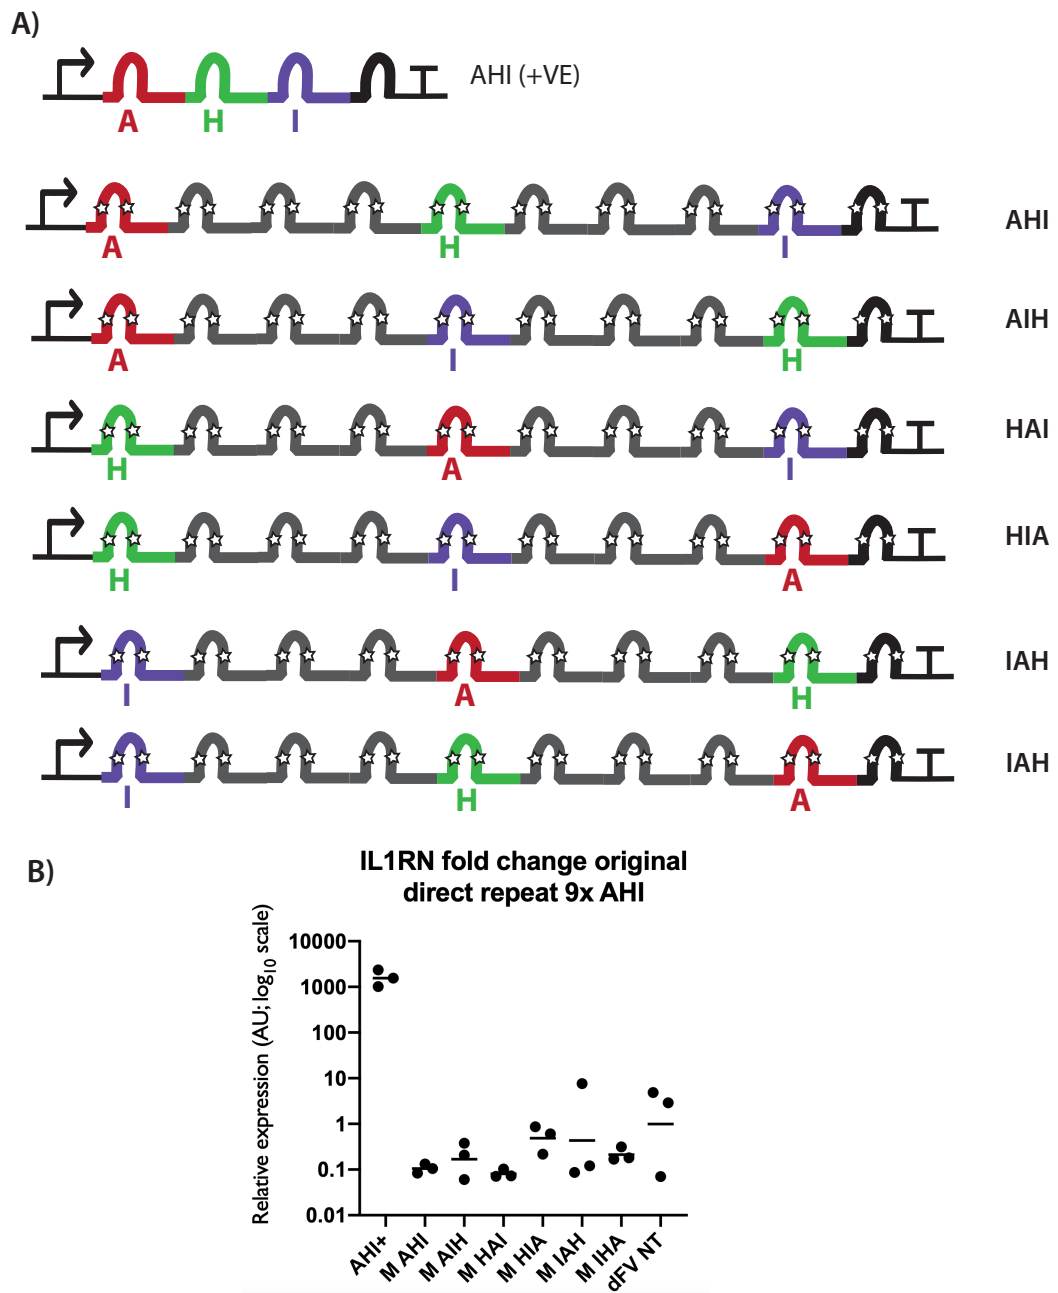 A)
AHI (+VE)
A H I
AHI
A H I
AIH
A I H
HAI
H A I
HIA
H I A
IAH
I A H
IAH
I H A
B)
IL1RN fold change original
direct repeat 9x AHI
Relative expression (AU; log10 scale)
10000
1000
100
10
1
0.1
0.01
AHI+
M AHI
M AIH
M HAI
M HIA
M IAH
M IHA
dFV NT